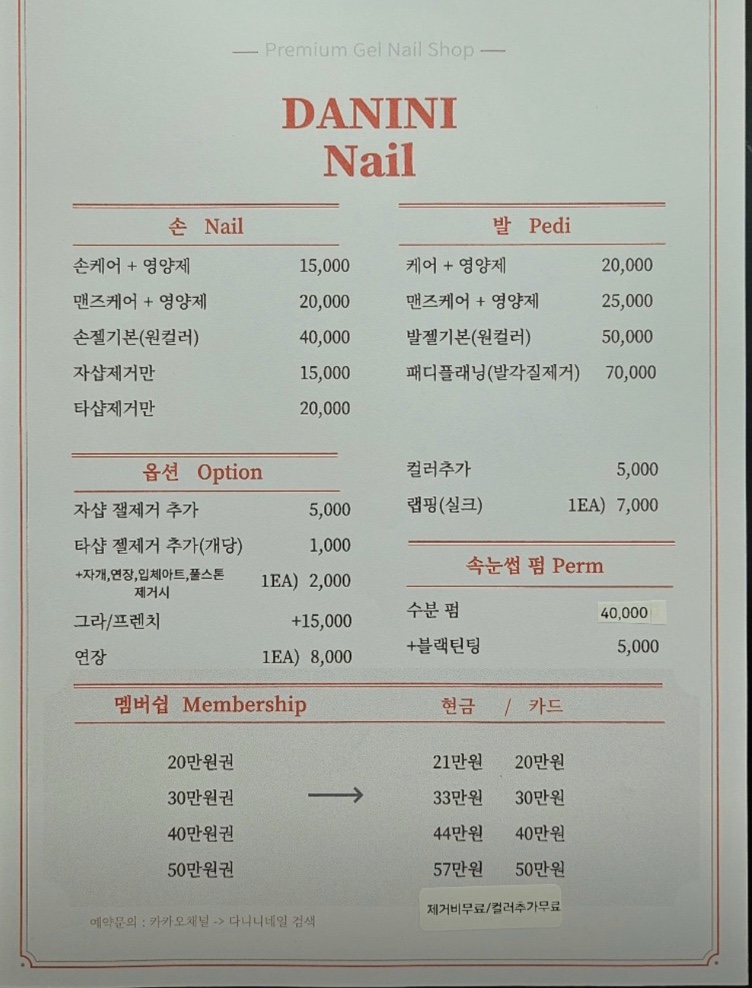 Premium Gel Nail Shop
DANINI
Nail
손 Nail
손케어 + 영양제 15,000
맨즈케어 + 영양제 20,000
손젤기본(원컬러) 40,000
자샵제거만 15,000
타샵제거만 20,000
발 Pedi
케어 + 영양제 20,000
맨즈케어 + 영양제 25,000
발젤기본(원컬러) 50,000
패디플래닝(발각질제거) 70,000
컬러추가 5,000
랩핑(실크) 1EA) 7,000
옵션 Option
자샵 잴제거 추가 5,000
타샵 젤제거 추가(개당) 1,000
+자개,연장,입체아트,풀스톤
제거시 1EA) 2,000
그라/프렌치 +15,000
연장 1EA) 8,000
속눈썹 펌 Perm
수분 펌 40,000
+블랙틴팅 5,000
멤버쉽 Membership 현금 / 카드
20만원권 21만원 20만원
30만원권 → 33만원 30만원
40만원권 44만원 40만원
50만원권 57만원 50만원
제거비무료/컬러추가무료
예약문의 : 카카오채널 -> 다니니네일 검색